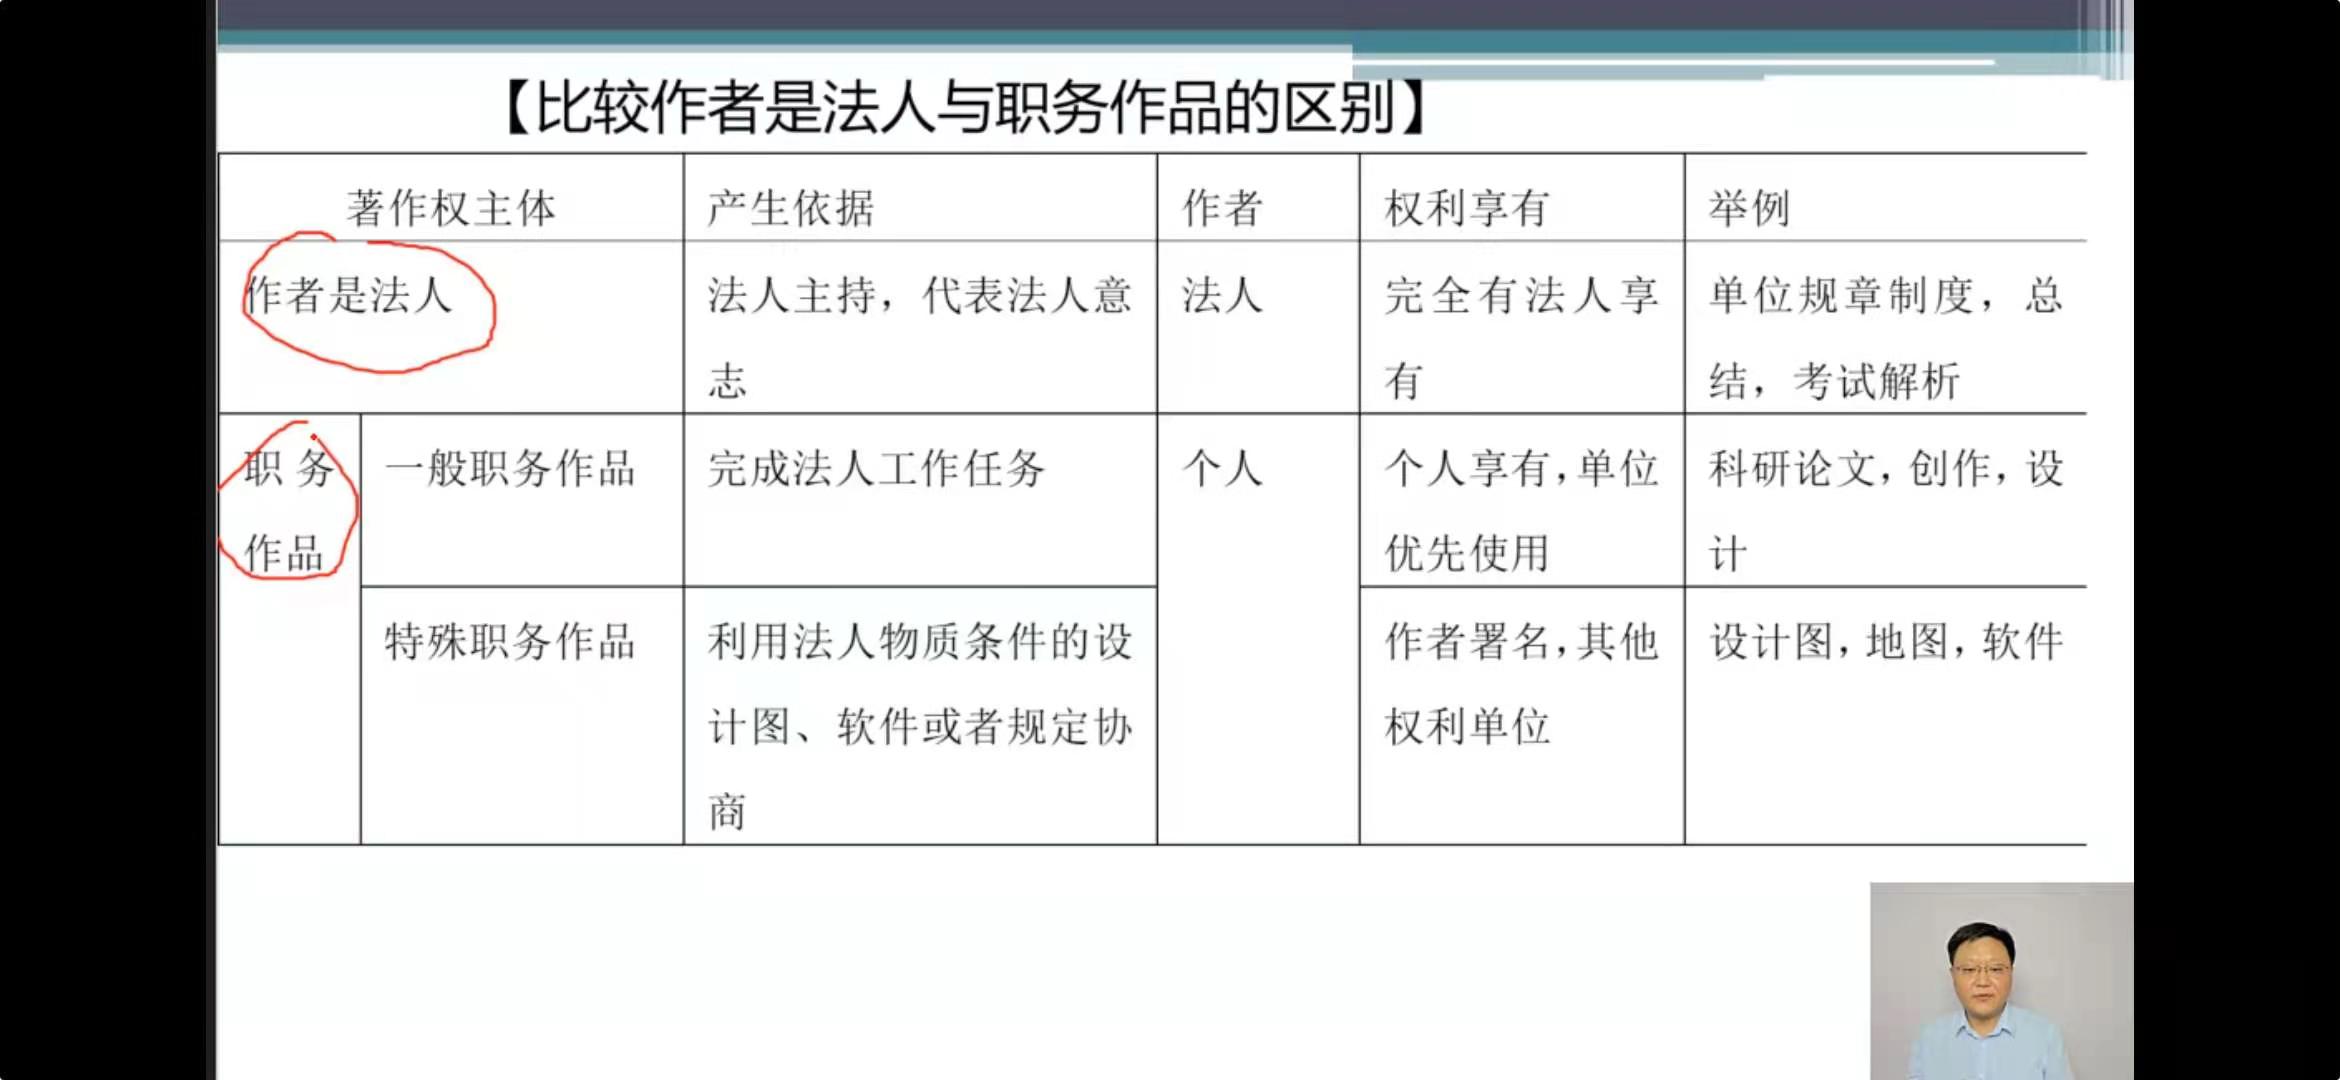 【比较作者是法人与职务作品的区别】
著作权主体 产生依据 作者 权利享有 举例
作者是法人 法人主持，代表法人意 法人 完全有法人享 单位规章制度，总
志 有 结，考试解析
职务 一般职务作品 完成法人工作任务 个人 个人享有，单位 科研论文，创作，设
作品 优先使用 计
特殊职务作品 利用法人物质条件的设 作者署名，其他 设计图，地图，软件
计图、软件或者规定协 权利单位
商